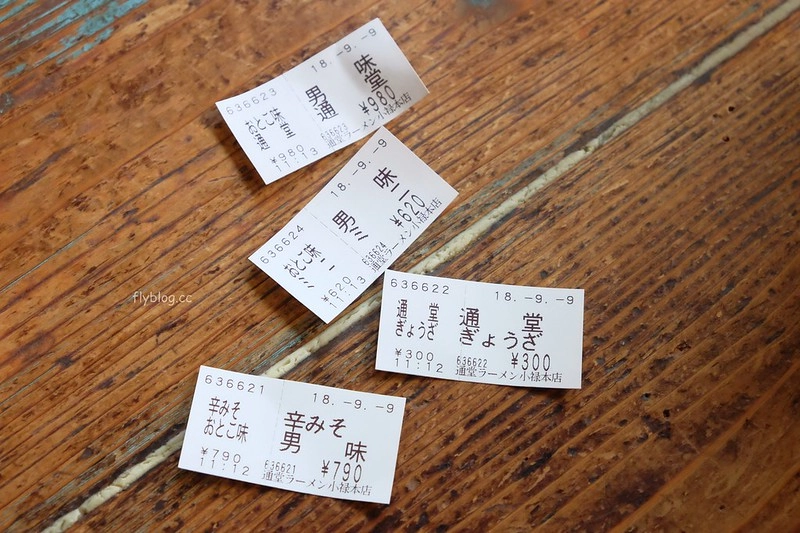 636623
18.-9.-9
男 味
通堂
¥980
636623
通堂ラーメン小禄本店
おとこ味
¥980
11:13
636624
18.-9.-9
男 味
ミニ
¥620
636624
通堂ラーメン小禄本店
おとこ味
ミニ
¥620
11:13
636622
18.-9.-9
通 堂
ぎょうざ
¥300
11:12
通 堂
ぎょうざ
636622
¥300
通堂ラーメン小禄本店
flyblog.cc
636621
18.-9.-9
辛みそ
おとこ味
¥790
11:12
辛みそ
男 味
636621
¥790
通堂ラーメン小禄本店